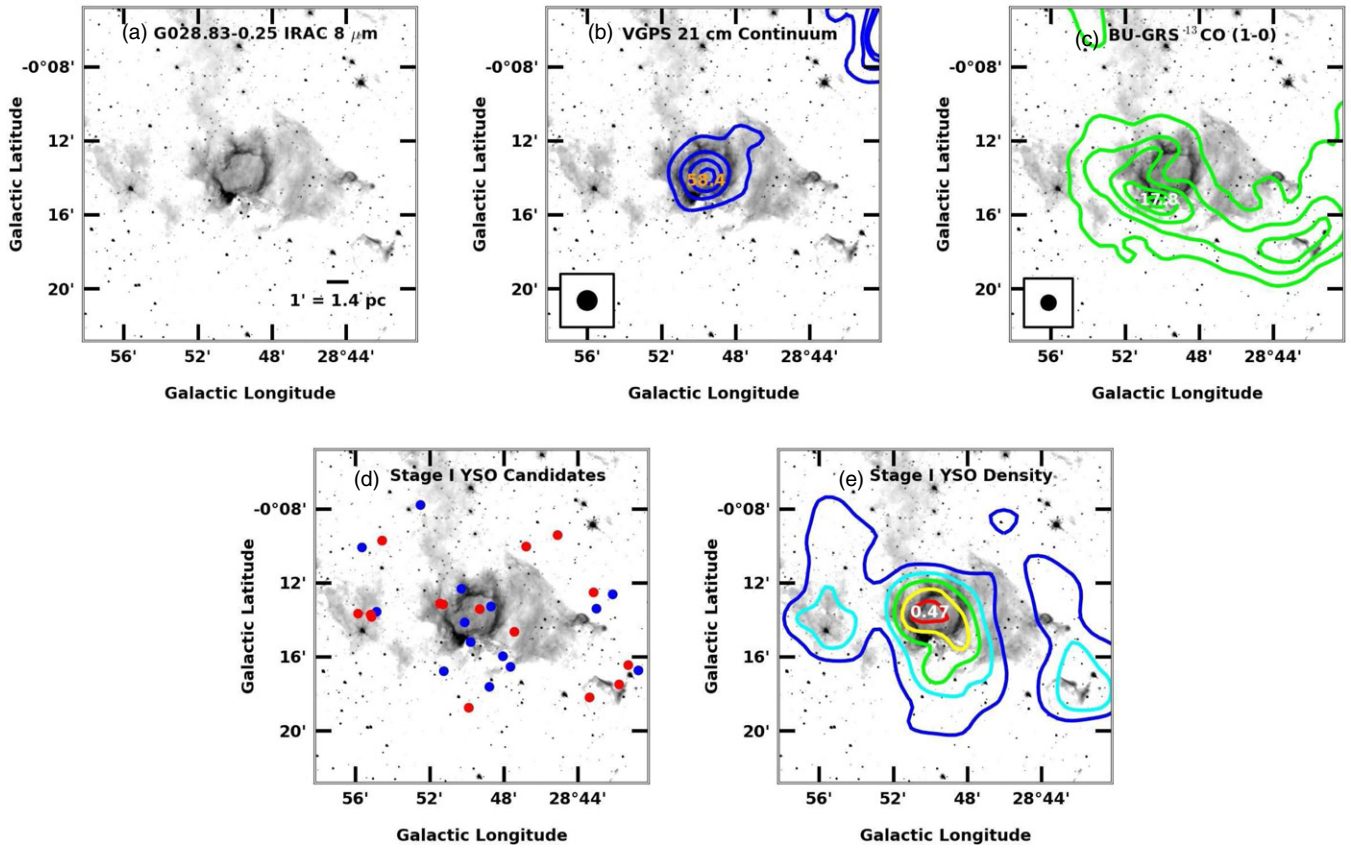 (a) G028.83-0.25 IRAC 8 μm
-0°08'
12'
16'
20'
Galactic Latitude
1' = 1.4 pc
56' 52' 48' 28°44'
Galactic Longitude
(b) VGPS 21 cm Continuum
-0°08'
12'
16'
20'
Galactic Latitude
56' 52' 48' 28°44'
Galactic Longitude
(c) BU-GRS ¹³CO (1-0)
-0°08'
12'
16'
20'
Galactic Latitude
17.8
56' 52' 48' 28°44'
Galactic Longitude
(d) Stage I YSO Candidates
-0°08'
12'
16'
20'
Galactic Latitude
56' 52' 48' 28°44'
Galactic Longitude
(e) Stage I YSO Density
-0°08'
12'
16'
20'
Galactic Latitude
0.47
56' 52' 48' 28°44'
Galactic Longitude